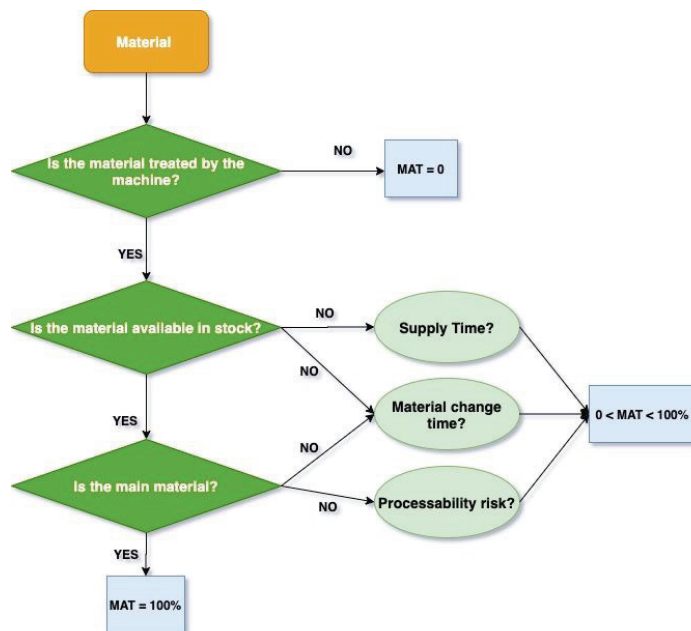 Material
Is the material treated by the
machine?
NO
MAT = 0
YES
Is the material available in stock?
NO
Supply Time?
NO
Material change
time?
0 < MAT < 100%
YES
NO
Is the main material?
Processability risk?
NO
YES
MAT = 100%